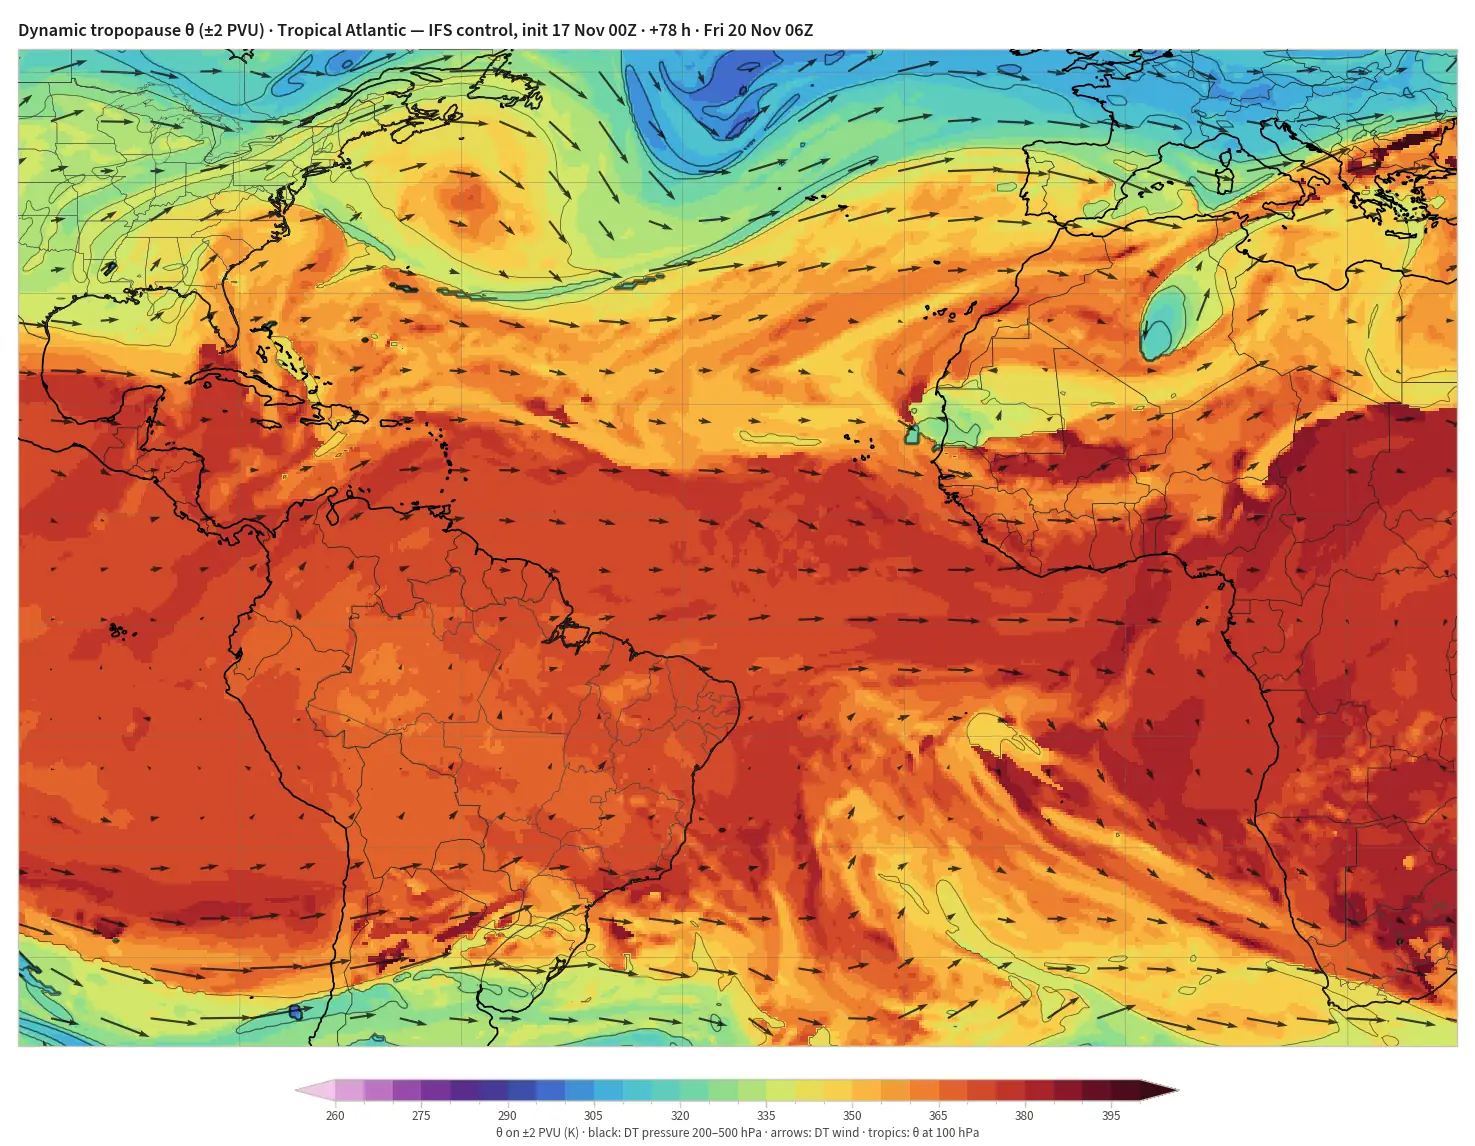 Dynamic tropopause θ (±2 PVU) · Tropical Atlantic — IFS control, init 17 Nov 00Z · +78 h · Fri 20 Nov 06Z
260 275 290 305 320 335 350 365 380 395
θ on ±2 PVU (K) · black: DT pressure 200–500 hPa · arrows: DT wind · tropics: θ at 100 hPa